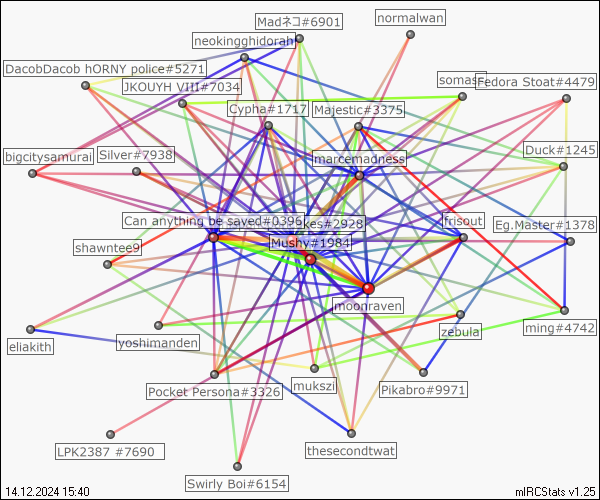 Madネコ#6901
normalwan
neokingghidorah
DacobDacob hORNY police#5271
JKOUYH VIII#7034
somas
Fedora Stoat#4479
Cypha#1717
Majestic#3375
bigcitysamurai
Silver#7938
marcemadness
Duck#1245
Can anything be saved#0396
kes#2928
frisout
Eg.Master#1378
shawntee9
Mushy#1984
moonraven
eliakith
yoshimanden
zebula
ming#4742
Pocket Persona#3326
mukszi
Pikabro#9971
LPK2387 #7690
thesecondtwat
Swirly Boi#6154
14.12.2024 15:40
mIRCStats v1.25